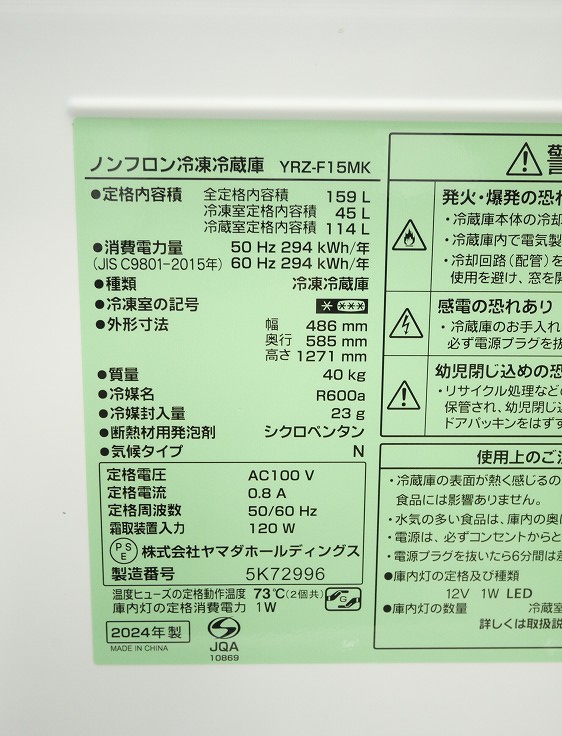 ノンフロン冷凍冷蔵庫 YRZ-F15MK
●定格内容積 全定格内容積 159 L
冷凍室定格内容積 45 L
冷蔵室定格内容積 114 L
●消費電力量 50 Hz 294 kWh/年
(JIS C9801-2015年) 60 Hz 294 kWh/年
●種類 冷凍冷蔵庫
●冷凍室の記号
●外形寸法 幅 486 mm
奥行 585 mm
高さ 1271 mm
●質量 40 kg
●冷媒名 R600a
●冷媒封入量 23 g
●断熱材用発泡剤 シクロペンタン
●気候タイプ N
定格電圧 AC100 V
定格電流 0.8 A
定格周波数 50/60 Hz
霜取装置入力 120 W
PSE 株式会社ヤマダホールディングス
製造番号 5K72996
温度ヒューズの定格動作温度 73℃(2個共)
庫内灯の定格消費電力 1W
G
2024年製
MAKE IN CHINA
JQA
10869
警
発火・爆発の恐れ
・冷蔵庫本体の冷却
・冷蔵庫内で電気製
・冷却回路(配管)を
使用を避け、窓を開
感電の恐れあり
・冷蔵庫のお手入れ
必ず電源プラグを抜
幼児閉じ込めの恐
・リサイクル処理など
保管され、幼児閉じ込
ドアパッキンをはずす
使用上のご注
・冷蔵庫の表面が熱く感じるの
食品には影響ありません。
・水気の多い食品は、庫内の奥に
・電源は、必ずコンセントからと
・電源プラグを抜いたら6分間は差
●庫内灯の定格及び種類
12V 1W LED
●庫内灯の数量 冷蔵室
詳しくは取扱説